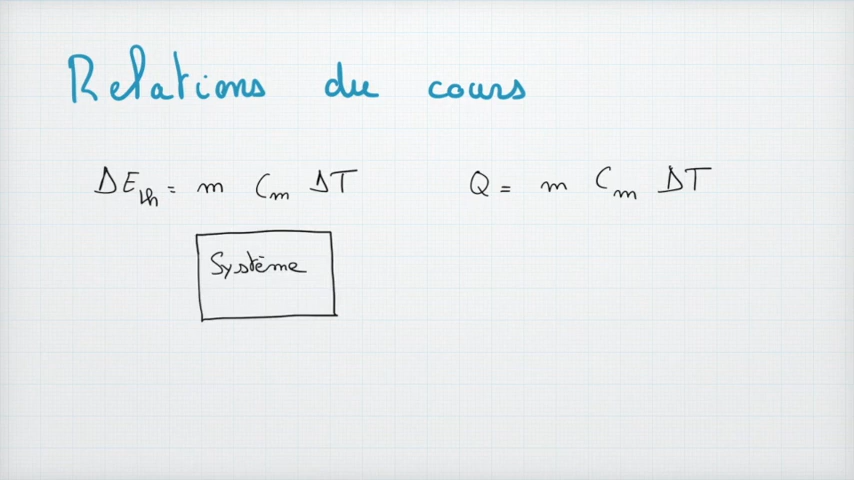 Relations du cours
ΔE_th = m C_m ΔT
Q = m C_m ΔT
Système